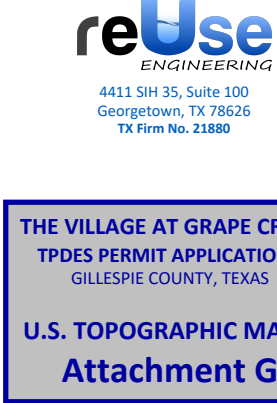 reUse
ENGINEERING
4411 SIH 35, Suite 100
Georgetown, TX 78626
TX Firm No. 21880
THE VILLAGE AT GRAPE CR
TPDES PERMIT APPLICATIO
GILLESPIE COUNTY, TEXAS
U.S. TOPOGRAPHIC MA
Attachment G